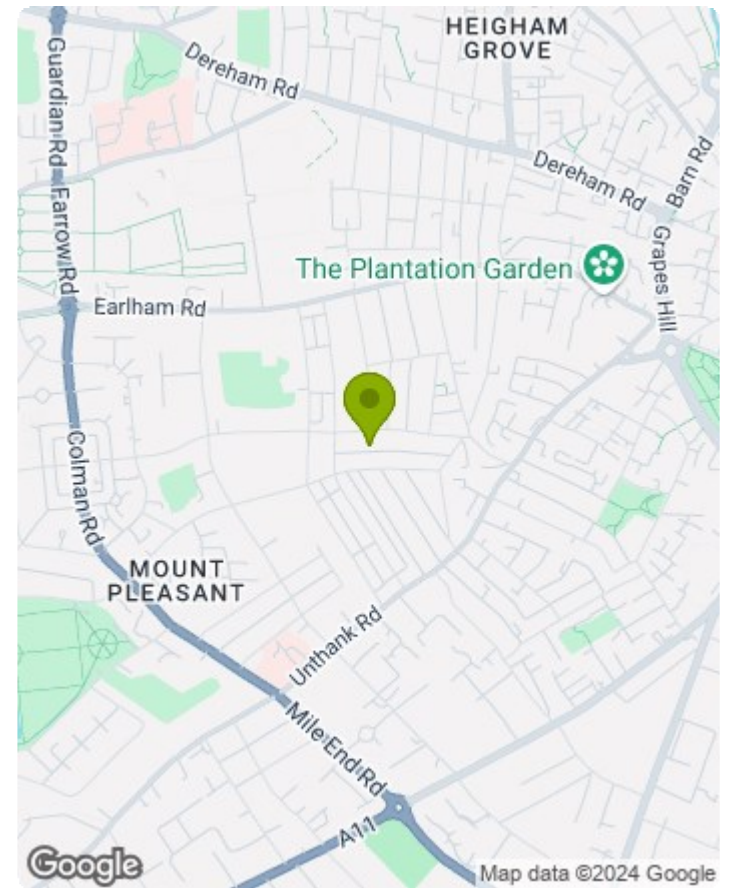 HEIGHAM
GROVE
Dereham Rd
Guardian Rd
Dereham Rd
Barn Rd
Farrow Rd
Grapes Hill
The Plantation Garden
Earlham Rd
Colman Rd
MOUNT
PLEASANT
Unthank Rd
Mile End Rd
A11
Google
Map data ©2024 Google